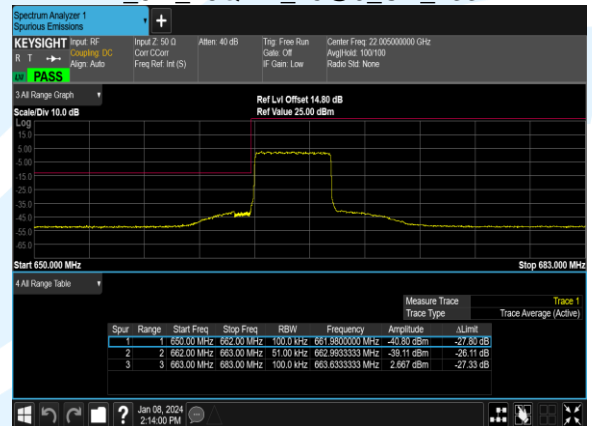 Spectrum Analyzer 1
Spurious Emissions
+
KEYSIGHT Input: RF
R T Coupling: DC
Align: Auto
LV PASS
Input Z: 50 Ω
Corr CCorr
Freq Ref: Int (S)
Atten: 40 dB
Trig: Free Run
Gate: Off
IF Gain: Low
Center Freq: 22.005000000 GHz
Avg|Hold: 100/100
Radio Std: None
3 All Range Graph
Scale/Div 10.0 dB
Ref Lvl Offset 14.80 dB
Ref Value 25.00 dBm
Log
15.0
5.00
-5.00
-15.0
-25.0
-35.0
-45.0
-55.0
-65.0
Start 650.000 MHz
Stop 683.000 MHz
4 All Range Table
Measure Trace Trace 1
Trace Type Trace Average (Active)
Spur Range Start Freq Stop Freq RBW Frequency Amplitude ΔLimit
1 1 650.00 MHz 662.00 MHz 100.0 kHz 661.9800000 MHz -40.80 dBm -27.80 dB
2 2 662.00 MHz 663.00 MHz 51.00 kHz 662.9933333 MHz -39.11 dBm -26.11 dB
3 3 663.00 MHz 683.00 MHz 100.0 kHz 663.6333333 MHz 2.667 dBm -27.33 dB
? Jan 08, 2024
2:14:00 PM